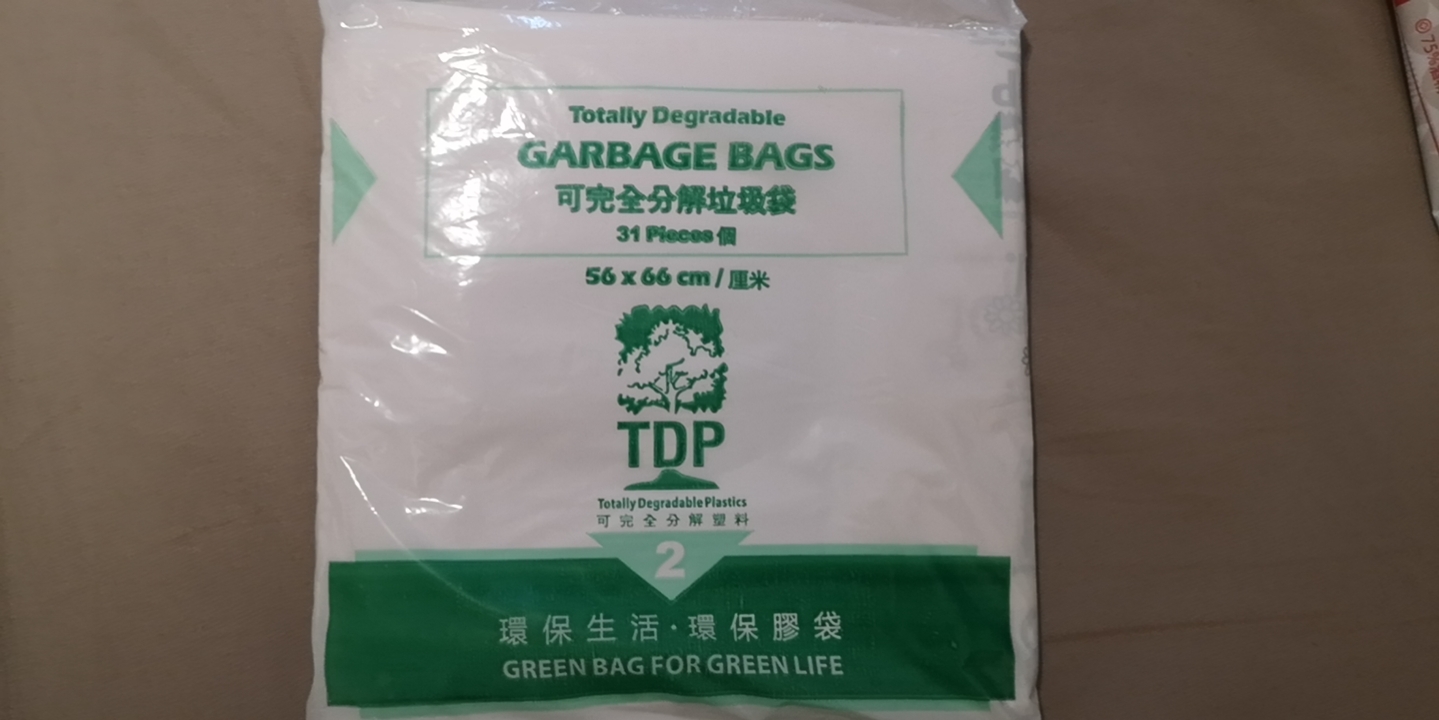 Totally Degradable
GARBAGE BAGS
可完全分解垃圾袋
31 Pieces 個
56 x 66 cm / 厘米
TDP
Totally Degradable Plastics
可完全分解塑料
2
環保生活·環保膠袋
GREEN BAG FOR GREEN LIFE
75%